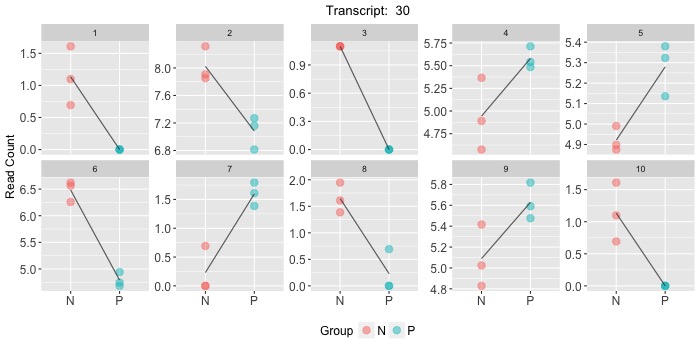 Transcript: 30
1 2 3 4 5
1.5 8.0 0.9 5.75 5.4
1.0 7.6 0.6 5.50 5.3
0.5 7.2 0.3 5.25 5.2
0.0 6.8 0.0 5.00 5.1
4.75 5.0
4.9
Read Count
6 7 8 9 10
6.5 1.5 2.0 5.8 1.5
6.0 1.0 1.5 5.6 1.0
5.5 0.5 1.0 5.4 0.5
5.0 0.0 0.5 5.2 0.0
0.0 5.0
4.8
N P N P N P N P N P
Group N P